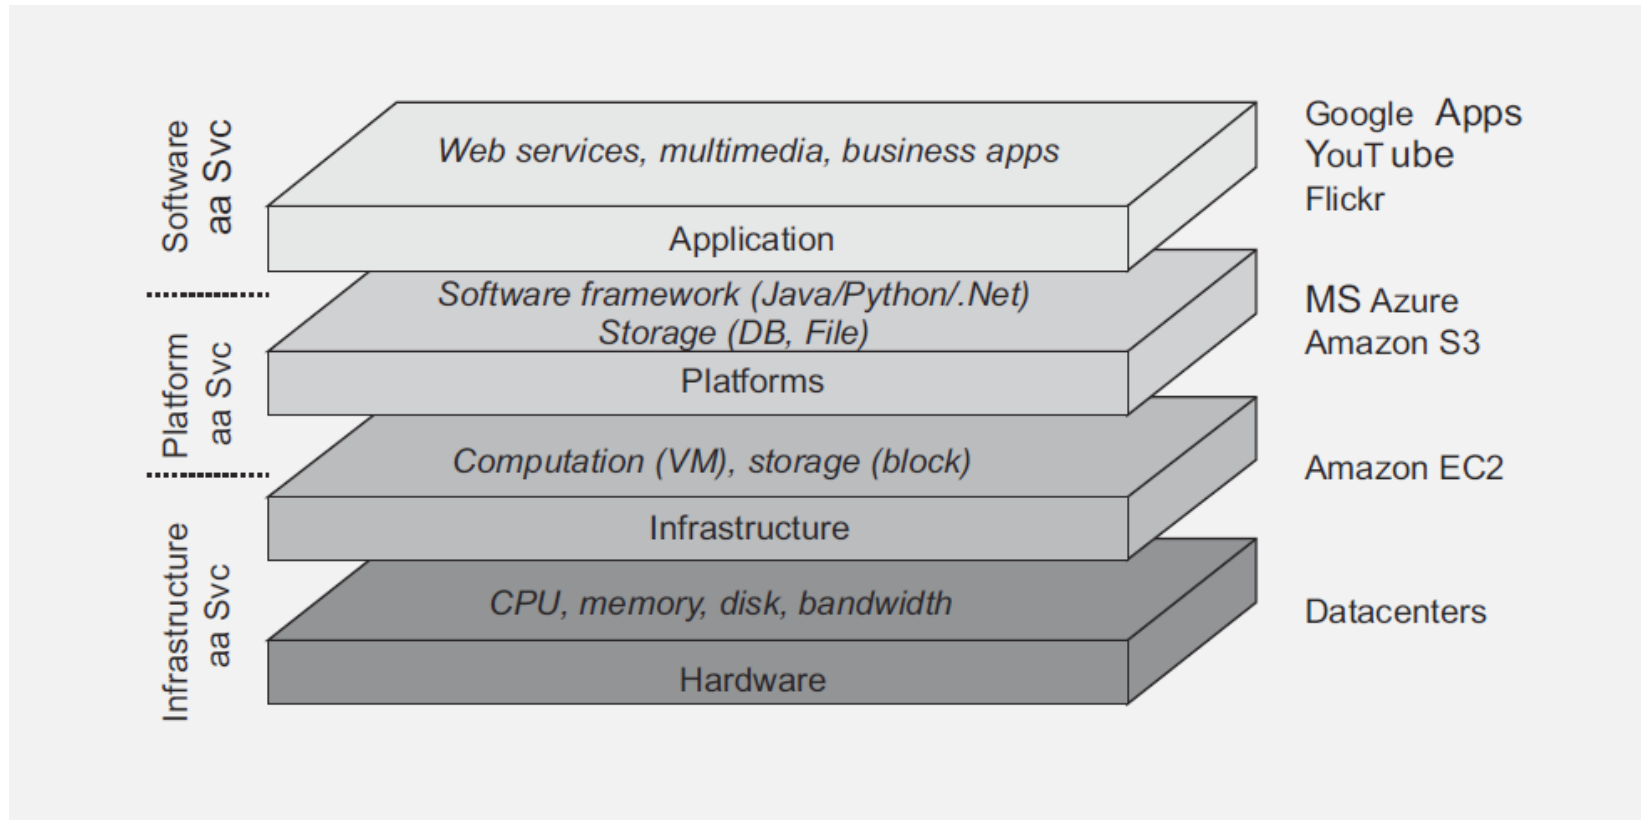 Software
aa Svc
Web services, multimedia, business apps
Application
Google Apps
YouTube
Flickr
Platform
aa Svc
Software framework (Java/Python/.Net)
Storage (DB, File)
Platforms
MS Azure
Amazon S3
Infrastructure
aa Svc
Computation (VM), storage (block)
Infrastructure
Amazon EC2
CPU, memory, disk, bandwidth
Hardware
Datacenters